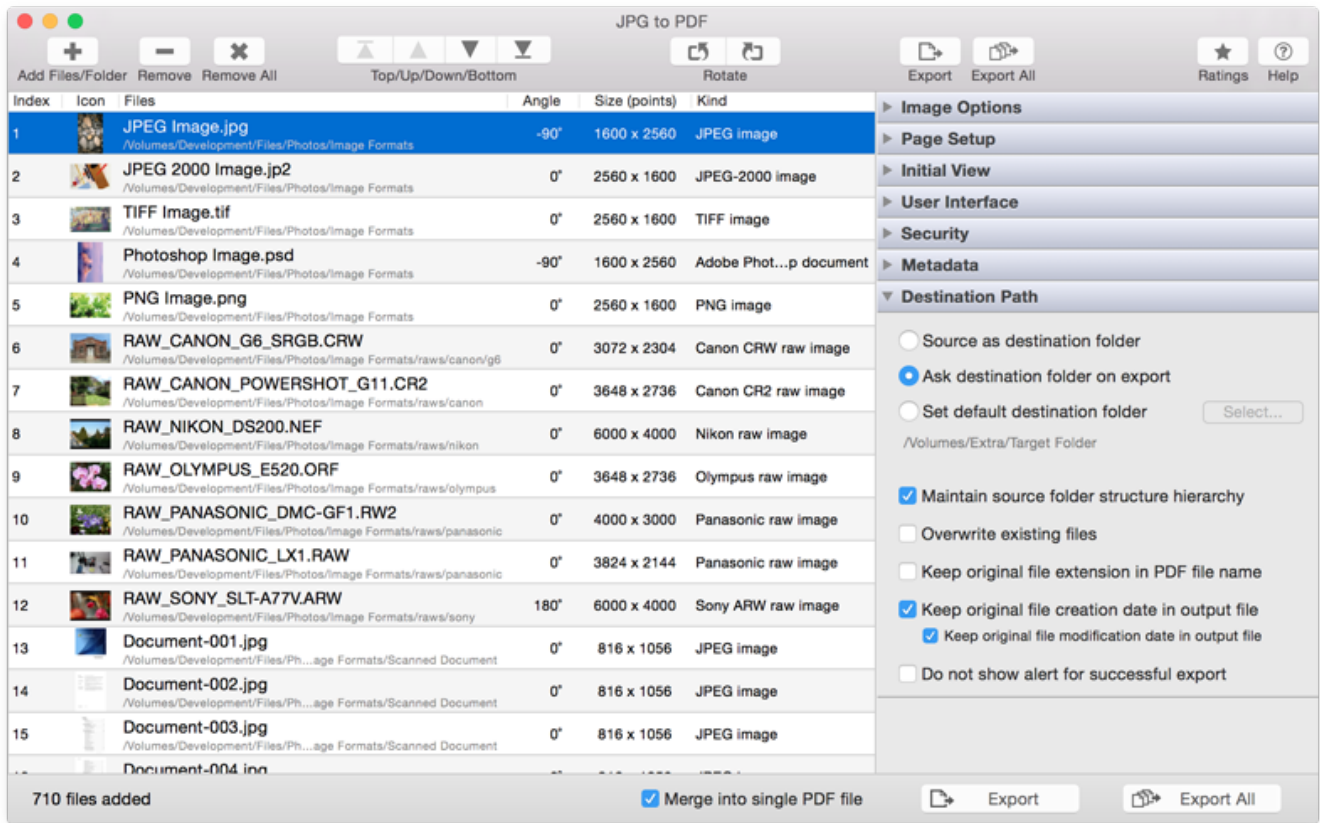 JPG to PDF
Add Files/Folder Remove Remove All Top/Up/Down/Bottom Rotate Export Export All Ratings Help
Index Icon Files Angle Size (points) Kind
1 JPEG Image.jpg -90° 1600 x 2560 JPEG image
/Volumes/Development/Files/Photos/Image Formats
2 JPEG 2000 Image.jp2 0° 2560 x 1600 JPEG-2000 image
/Volumes/Development/Files/Photos/Image Formats
3 TIFF Image.tif 0° 2560 x 1600 TIFF image
/Volumes/Development/Files/Photos/Image Formats
4 Photoshop Image.psd -90° 1600 x 2560 Adobe Phot...p document
/Volumes/Development/Files/Photos/Image Formats
5 PNG Image.png 0° 2560 x 1600 PNG image
/Volumes/Development/Files/Photos/Image Formats
6 RAW_CANON_G6_SRGB.CRW 0° 3072 x 2304 Canon CRW raw image
/Volumes/Development/Files/Photos/Image Formats/raws/canon/g6
7 RAW_CANON_POWERSHOT_G11.CR2 0° 3648 x 2736 Canon CR2 raw image
/Volumes/Development/Files/Photos/Image Formats/raws/canon
8 RAW_NIKON_DS200.NEF 0° 6000 x 4000 Nikon raw image
/Volumes/Development/Files/Photos/Image Formats/raws/nikon
9 RAW_OLYMPUS_E520.ORF 0° 3648 x 2736 Olympus raw image
/Volumes/Development/Files/Photos/Image Formats/raws/olympus
10 RAW_PANASONIC_DMC-GF1.RW2 0° 4000 x 3000 Panasonic raw image
/Volumes/Development/Files/Photos/Image Formats/raws/panasonic
11 RAW_PANASONIC_LX1.RAW 0° 3824 x 2144 Panasonic raw image
/Volumes/Development/Files/Photos/Image Formats/raws/panasonic
12 RAW_SONY_SLT-A77V.ARW 180° 6000 x 4000 Sony ARW raw image
/Volumes/Development/Files/Photos/Image Formats/raws/sony
13 Document-001.jpg 0° 816 x 1056 JPEG image
/Volumes/Development/Files/Ph...age Formats/Scanned Document
14 Document-002.jpg 0° 816 x 1056 JPEG image
/Volumes/Development/Files/Ph...age Formats/Scanned Document
15 Document-003.jpg 0° 816 x 1056 JPEG image
/Volumes/Development/Files/Ph...age Formats/Scanned Document
Document-004.jpg
Image Options
Page Setup
Initial View
User Interface
Security
Metadata
Destination Path
Source as destination folder
Ask destination folder on export
Set default destination folder Select...
/Volumes/Extra/Target Folder
Maintain source folder structure hierarchy
Overwrite existing files
Keep original file extension in PDF file name
Keep original file creation date in output file
Keep original file modification date in output file
Do not show alert for successful export
710 files added Merge into single PDF file Export Export All